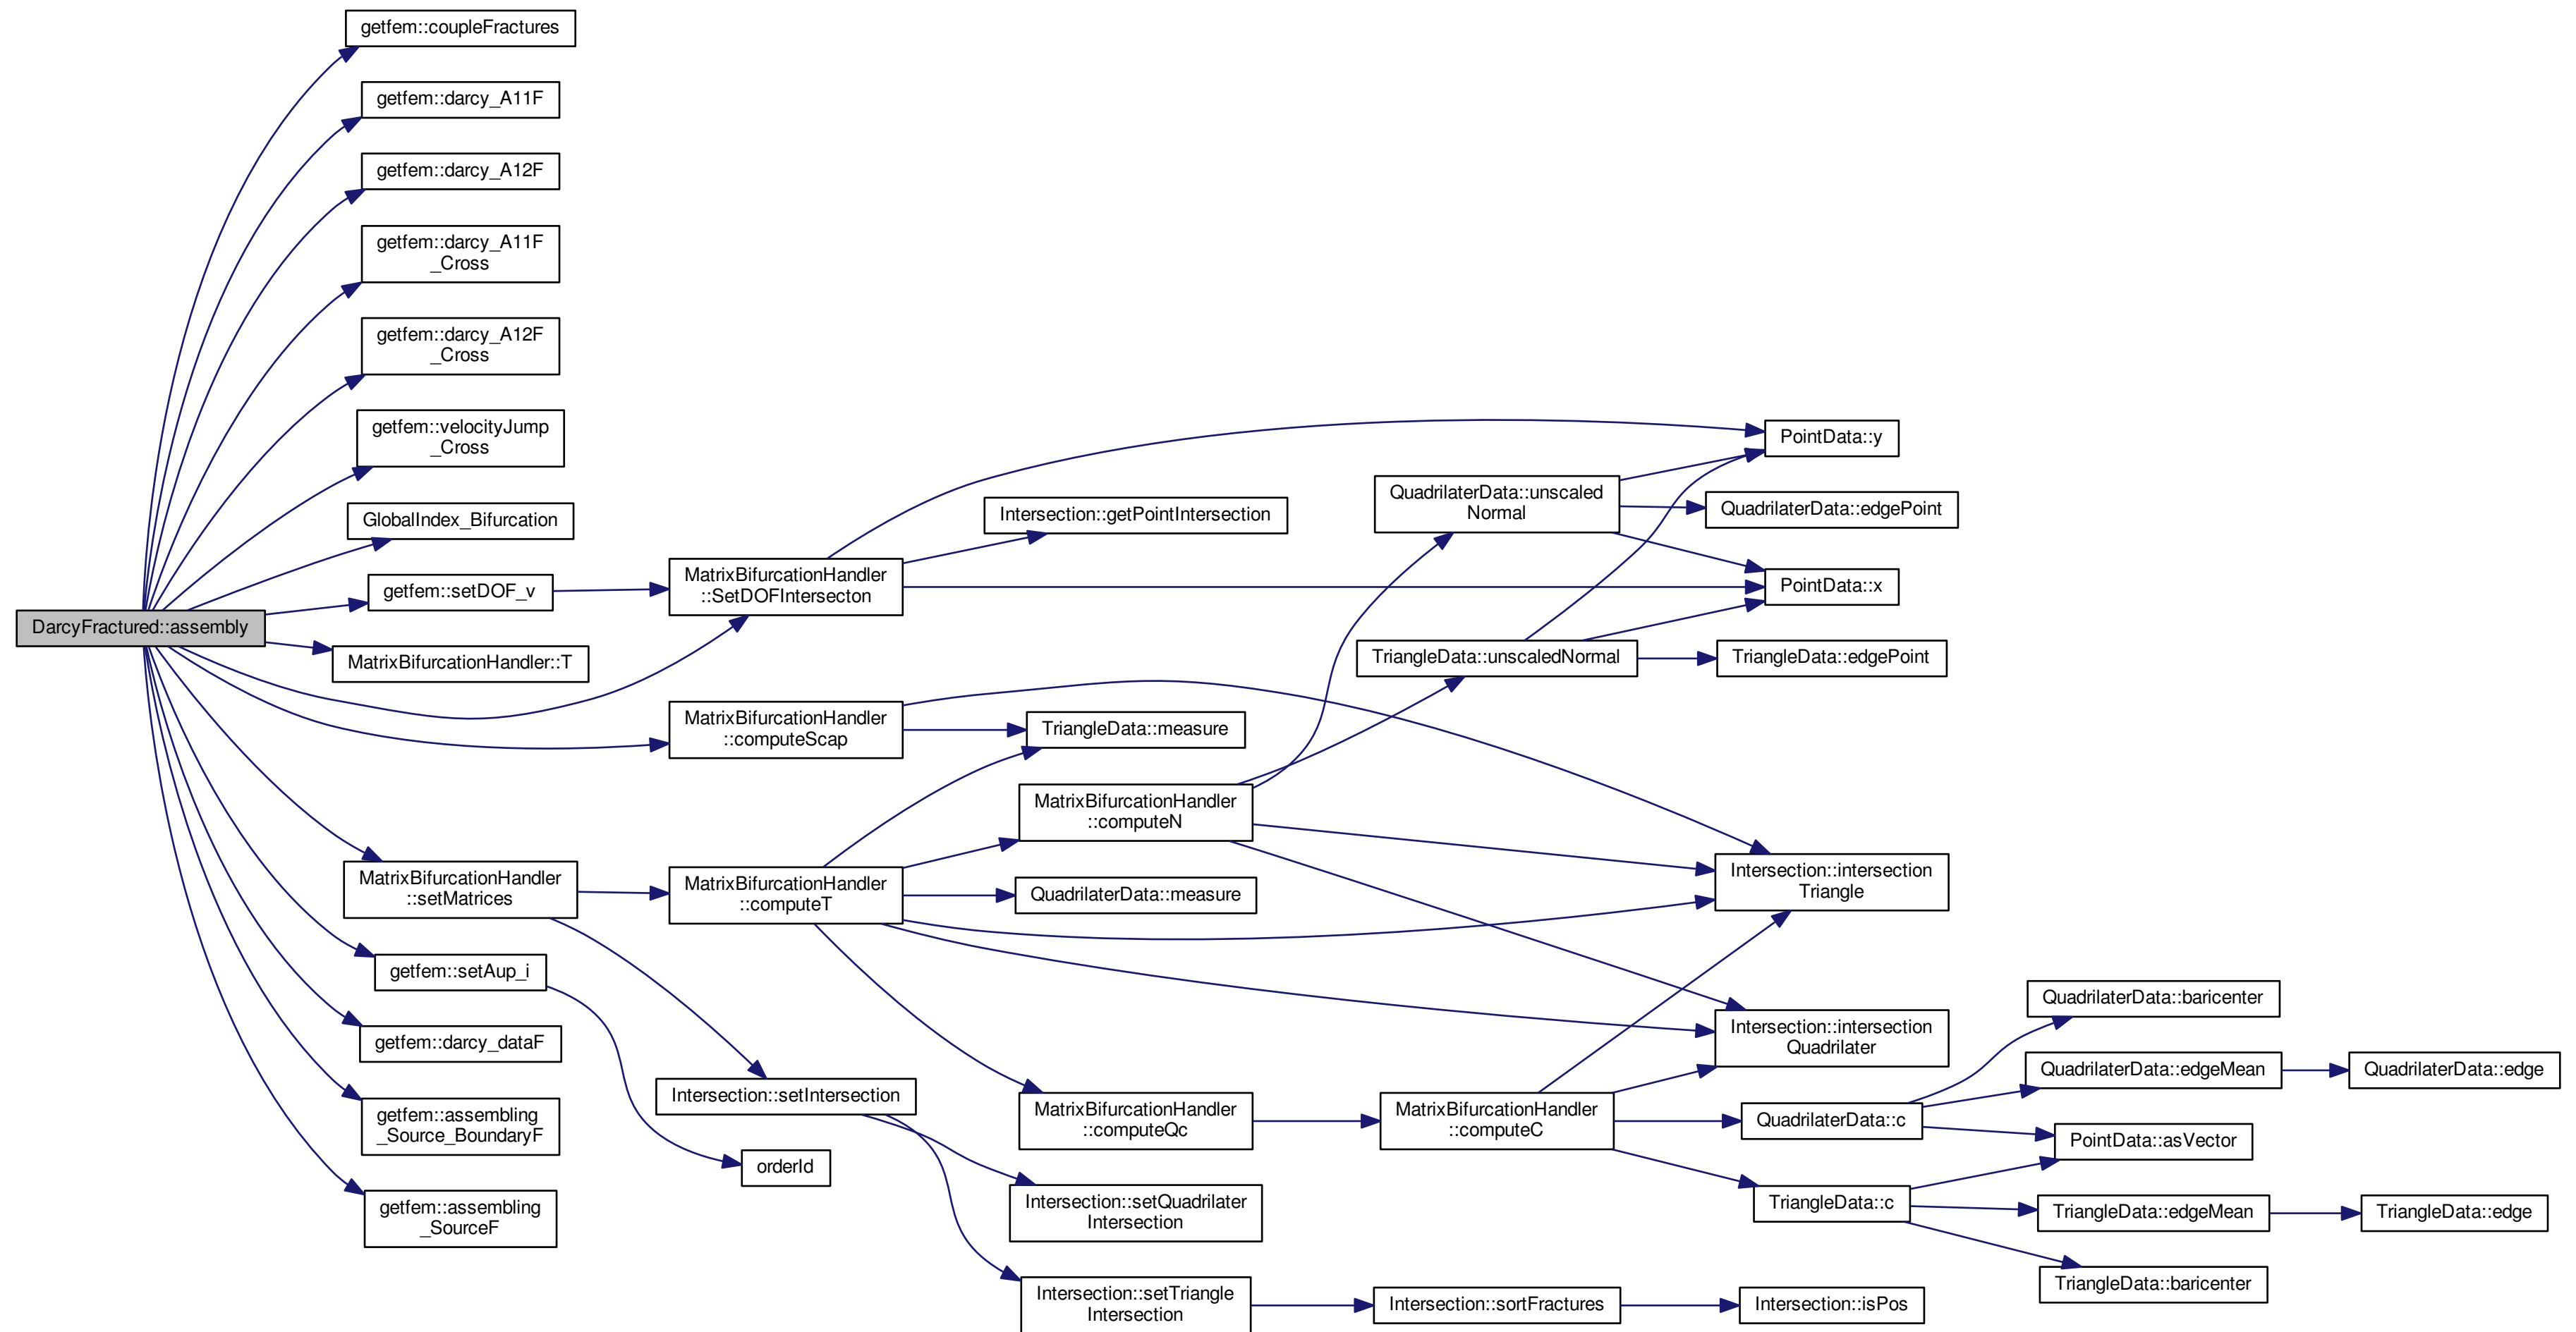 getfem::coupleFractures
getfem::darcy_A11F
getfem::darcy_A12F
getfem::darcy_A11F
_Cross
getfem::darcy_A12F
_Cross
getfem::velocityJump
_Cross
GlobalIndex_Bifurcation
getfem::setDOF_v
DarcyFractured::assembly
MatrixBifurcationHandler::T
MatrixBifurcationHandler
::setMatrices
getfem::setAup_i
getfem::darcy_dataF
getfem::assembling
_Source_BoundaryF
getfem::assembling
_SourceF
MatrixBifurcationHandler
::SetDOFIntersecton
MatrixBifurcationHandler
::computeScap
MatrixBifurcationHandler
::computeT
Intersection::setIntersection
orderId
Intersection::getPointIntersection
TriangleData::measure
MatrixBifurcationHandler
::computeN
QuadrilaterData::measure
MatrixBifurcationHandler
::computeQc
Intersection::setQuadrilater
Intersection
Intersection::setTriangle
Intersection
QuadrilaterData::unscaled
Normal
TriangleData::unscaledNormal
MatrixBifurcationHandler
::computeC
Intersection::sortFractures
PointData::y
QuadrilaterData::edgePoint
PointData::x
TriangleData::edgePoint
Intersection::intersection
Triangle
Intersection::intersection
Quadrilater
QuadrilaterData::c
TriangleData::c
Intersection::isPos
QuadrilaterData::baricenter
QuadrilaterData::edgeMean
PointData::asVector
TriangleData::edgeMean
TriangleData::baricenter
QuadrilaterData::edge
TriangleData::edge